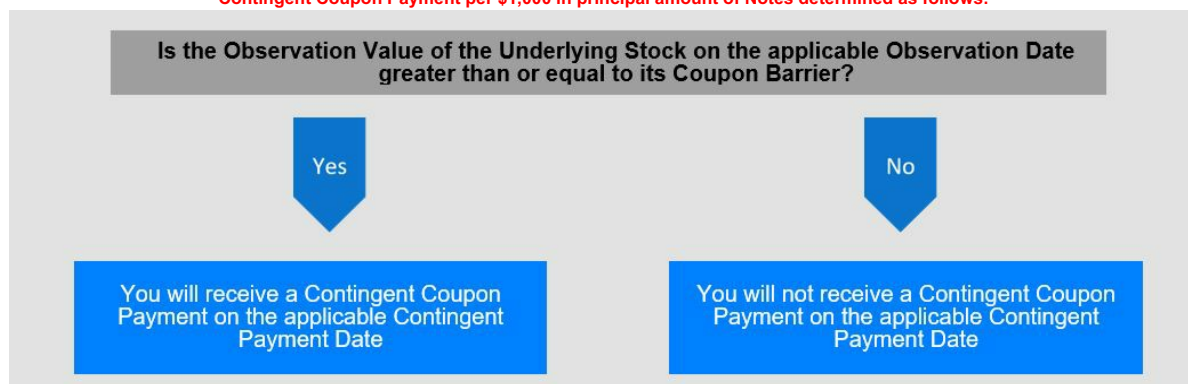 Contingent Coupon Payment per $1,000 in principal amount of Notes determined as follows:
Is the Observation Value of the Underlying Stock on the applicable Observation Date
greater than or equal to its Coupon Barrier?
Yes
No
You will receive a Contingent Coupon
Payment on the applicable Contingent
Payment Date
You will not receive a Contingent Coupon
Payment on the applicable Contingent
Payment Date